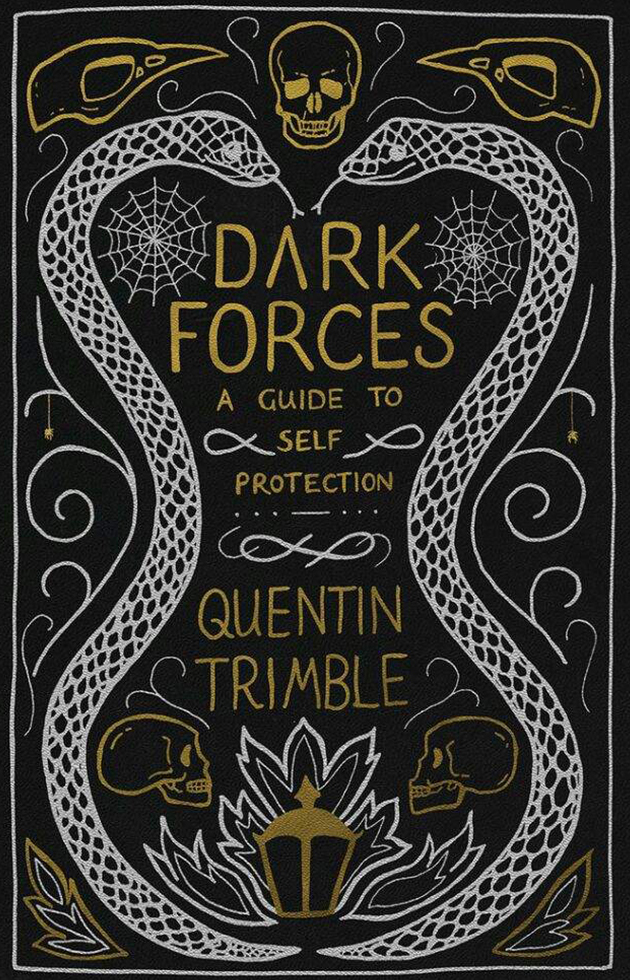 DARK
FORCES
A GUIDE TO
SELF
PROTECTION
QUENTIN
TRIMBLE